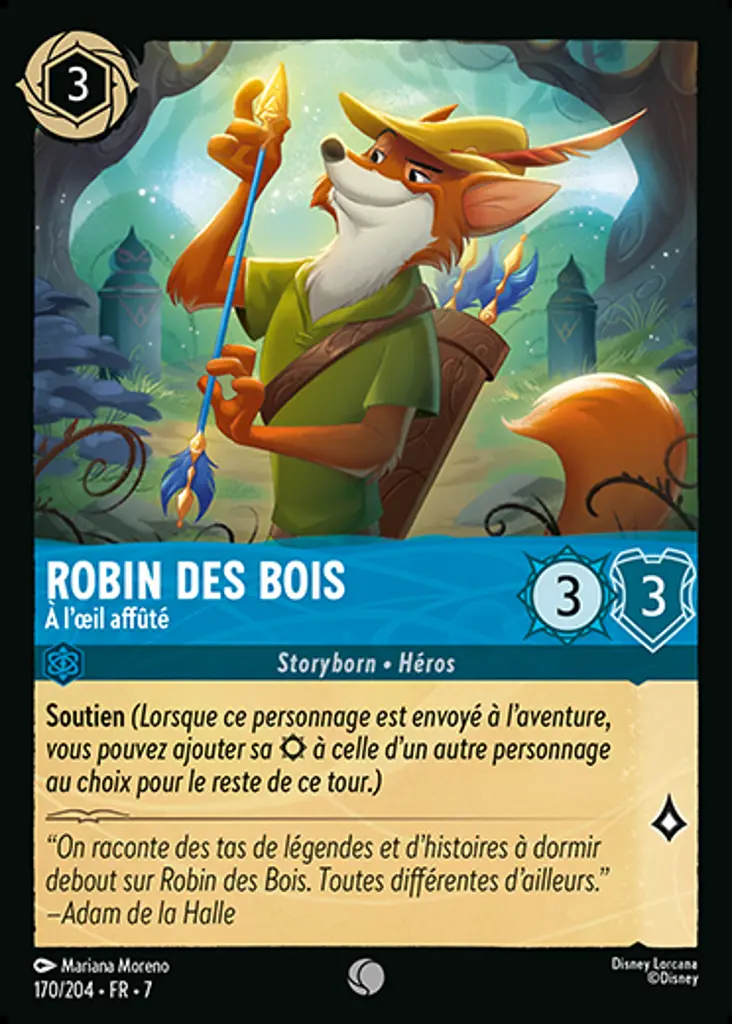 3
ROBIN DES BOIS
À l’œil affûté
3
3
Storyborn • Héros
Soutien (Lorsque ce personnage est envoyé à l’aventure,
vous pouvez ajouter sa à celle d’un autre personnage
au choix pour le reste de ce tour.)
“On raconte des tas de légendes et d’histoires à dormir
debout sur Robin des Bois. Toutes différentes d’ailleurs.”
–Adam de la Halle
Mariana Moreno
170/204 • FR • 7
Disney Lorcana
©Disney